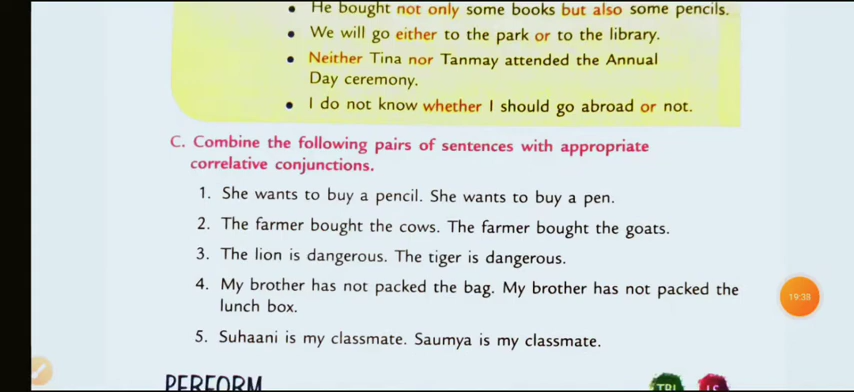 • He bought not only some books but also some pencils.
• We will go either to the park or to the library.
• Neither Tina nor Tanmay attended the Annual
Day ceremony.
• I do not know whether I should go abroad or not.
C. Combine the following pairs of sentences with appropriate
correlative conjunctions.
1. She wants to buy a pencil. She wants to buy a pen.
2. The farmer bought the cows. The farmer bought the goats.
3. The lion is dangerous. The tiger is dangerous.
4. My brother has not packed the bag. My brother has not packed the
lunch box.
19:38
5. Suhaani is my classmate. Saumya is my classmate.
PERFORM